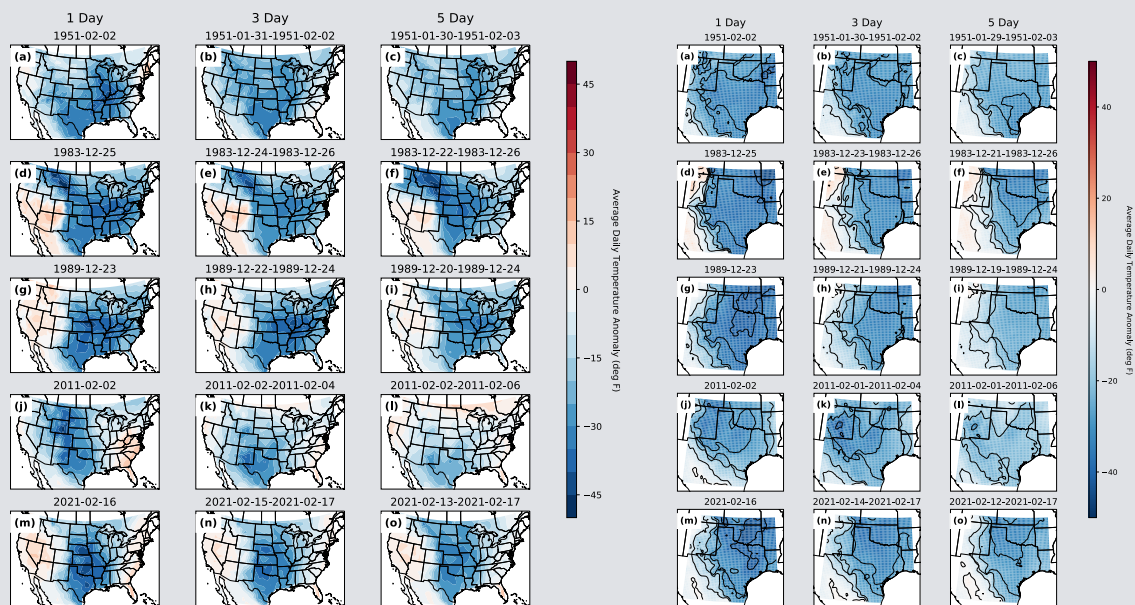 1 Day
3 Day
5 Day
1951-02-02
1951-01-31-1951-02-02
1951-01-30-1951-02-03
(a)
(b)
(c)
1983-12-25
1983-12-24-1983-12-26
1983-12-22-1983-12-26
(d)
(e)
(f)
1989-12-23
1989-12-22-1989-12-24
1989-12-20-1989-12-24
(g)
(h)
(i)
2011-02-02
2011-02-02-2011-02-04
2011-02-02-2011-02-06
(j)
(k)
(l)
2021-02-16
2021-02-15-2021-02-17
2021-02-13-2021-02-17
(m)
(n)
(o)
45
30
15
0
−15
−30
−45
Average Daily Temperature Anomaly (deg F)
1 Day
3 Day
5 Day
1951-02-02
1951-01-30-1951-02-02
1951-01-29-1951-02-03
(a)
(b)
(c)
1983-12-25
1983-12-23-1983-12-26
1983-12-21-1983-12-26
(d)
(e)
(f)
1989-12-23
1989-12-21-1989-12-24
1989-12-19-1989-12-24
(g)
(h)
(i)
2011-02-02
2011-02-01-2011-02-04
2011-02-01-2011-02-06
(j)
(k)
(l)
2021-02-16
2021-02-14-2021-02-17
2021-02-12-2021-02-17
(m)
(n)
(o)
40
20
0
−20
−40
Average Daily Temperature Anomaly (deg F)